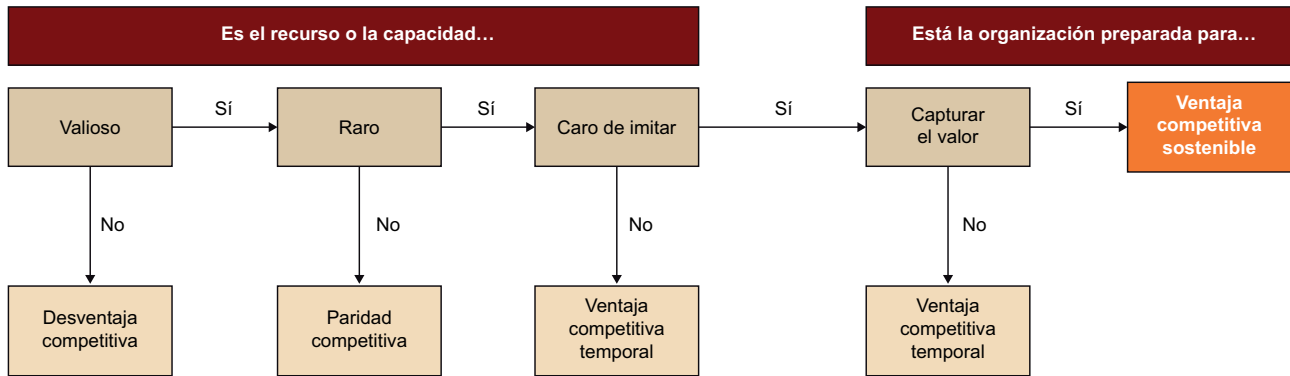 Es el recurso o la capacidad…
Está la organización preparada para…
Valioso
Sí
Raro
Sí
Caro de imitar
Sí
Capturar
el valor
Sí
Ventaja
competitiva
sostenible
No
No
No
No
Desventaja
competitiva
Paridad
competitiva
Ventaja
competitiva
temporal
Ventaja
competitiva
temporal